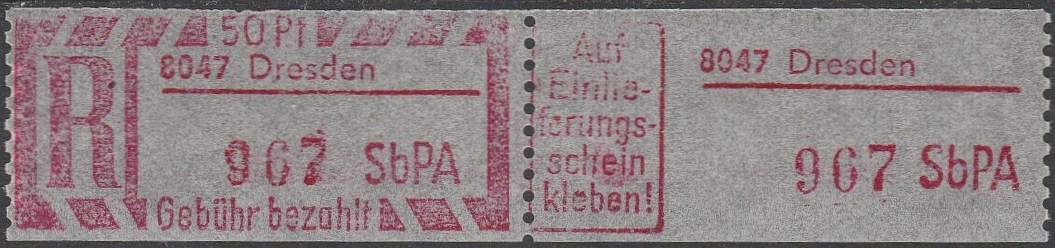 50 Pf
R
8047 Dresden
967 SbPA
Gebühr bezahlt
Auf
Einlie-
ferungs-
schein
kleben!
8047 Dresden
967 SbPA